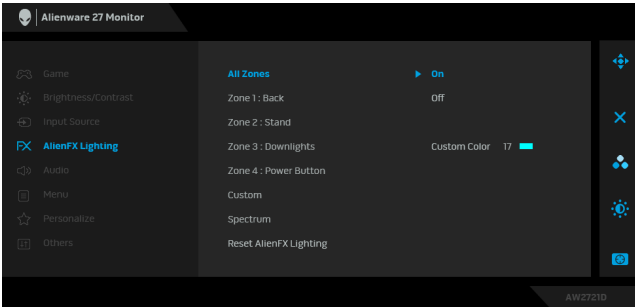 Alienware 27 Monitor
Game
All Zones
On
Brightness/Contrast
Zone 1 : Back
Off
Input Source
Zone 2 : Stand
FX AlienFX Lighting
Zone 3 : Downlights
Custom Color 17
Audio
Zone 4 : Power Button
Menu
Custom
Personalize
Spectrum
Others
Reset AlienFX Lighting
AW2721D